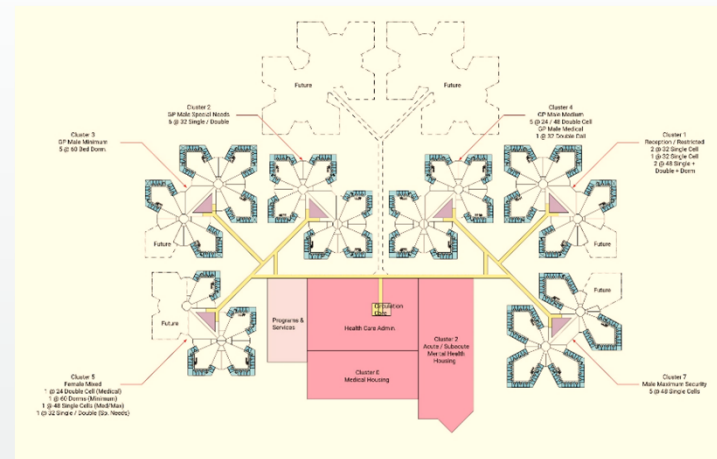 Future
Future
Cluster 2
GP Male Special Needs
5 @ 32 Single / Double
Cluster 4
GP Male Medium
5 @ 24 / 48 Double Cell
GP Male Medical
1 @ 32 Double Cell
Cluster 3
GP Male Minimum
5 @ 60 Bed Dorm
Cluster 1
Reception / Restricted
2 @ 32 Single Cell
1 @ 32 Single Cell
2 @ 48 Single +
Double + Dorm
Future
Future
Future
Future
Programs &
Services
Circulation
Core
Health Care Admin
Cluster 7
Acute / Subacute
Mental Health
Housing
Cluster 6
Medical Housing
Cluster 5
Female Mixed
1 @ 24 Double Cell (Medical)
1 @ 60 Dorms (Minimum)
1 @ 48 Single Cells (Med/Max)
1 @ 32 Single / Double (Sp. Needs)
Cluster 7
Male Maximum Security
5 @ 48 Single Cells